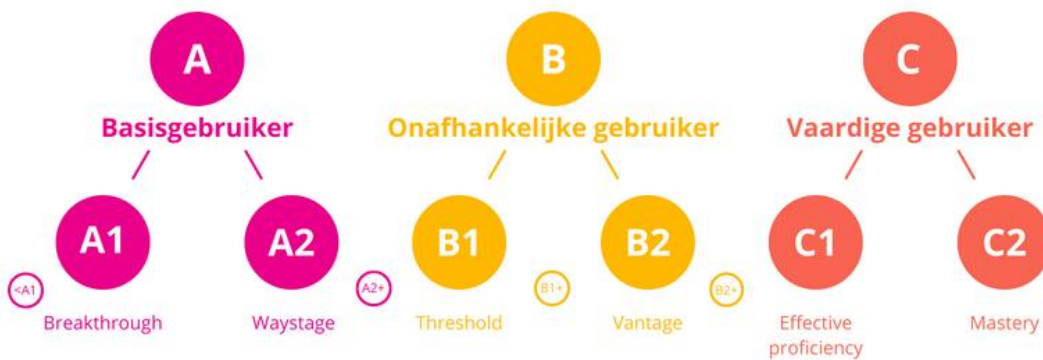 A
B
C
Basisgebruiker
Onafhankelijke gebruiker
Vaardige gebruiker
A1
A2
B1
B2
C1
C2
<A1
A2+
B1+
B2+
Breakthrough
Waystage
Threshold
Vantage
Effective
proficiency
Mastery